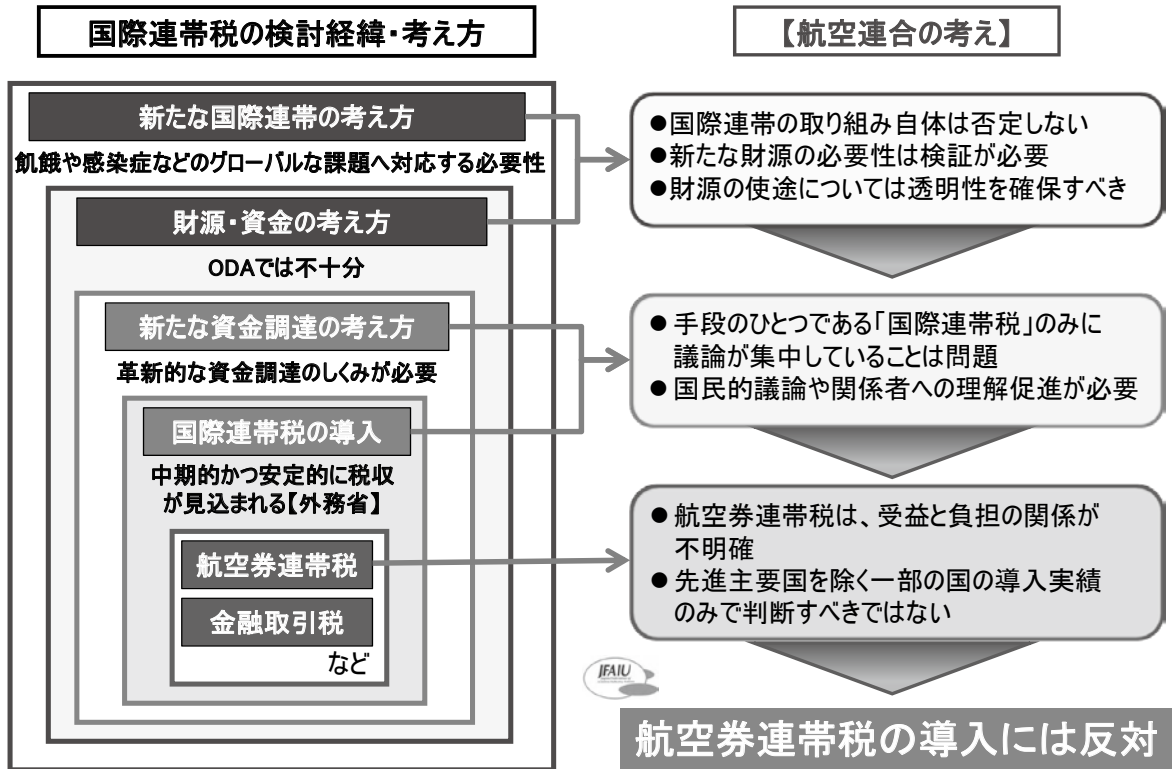 国際連帯税の検討経緯・考え方
新たな国際連帯の考え方
飢餓や感染症などのグローバルな課題へ対応する必要性
財源・資金の考え方
ODAでは不十分
新たな資金調達の考え方
革新的な資金調達のしくみが必要
国際連帯税の導入
中期的かつ安定的に税収
が見込まれる【外務省】
航空券連帯税
金融取引税
など
【航空連合の考え】
●国際連帯の取り組み自体は否定しない
●新たな財源の必要性は検証が必要
●財源の使途については透明性を確保すべき
● 手段のひとつである「国際連帯税」のみに
議論が集中していることは問題
● 国民的議論や関係者への理解促進が必要
● 航空券連帯税は、受益と負担の関係が
不明確
● 先進主要国を除く一部の国の導入実績
のみで判断すべきではない
JFAIU
航空券連帯税の導入には反対